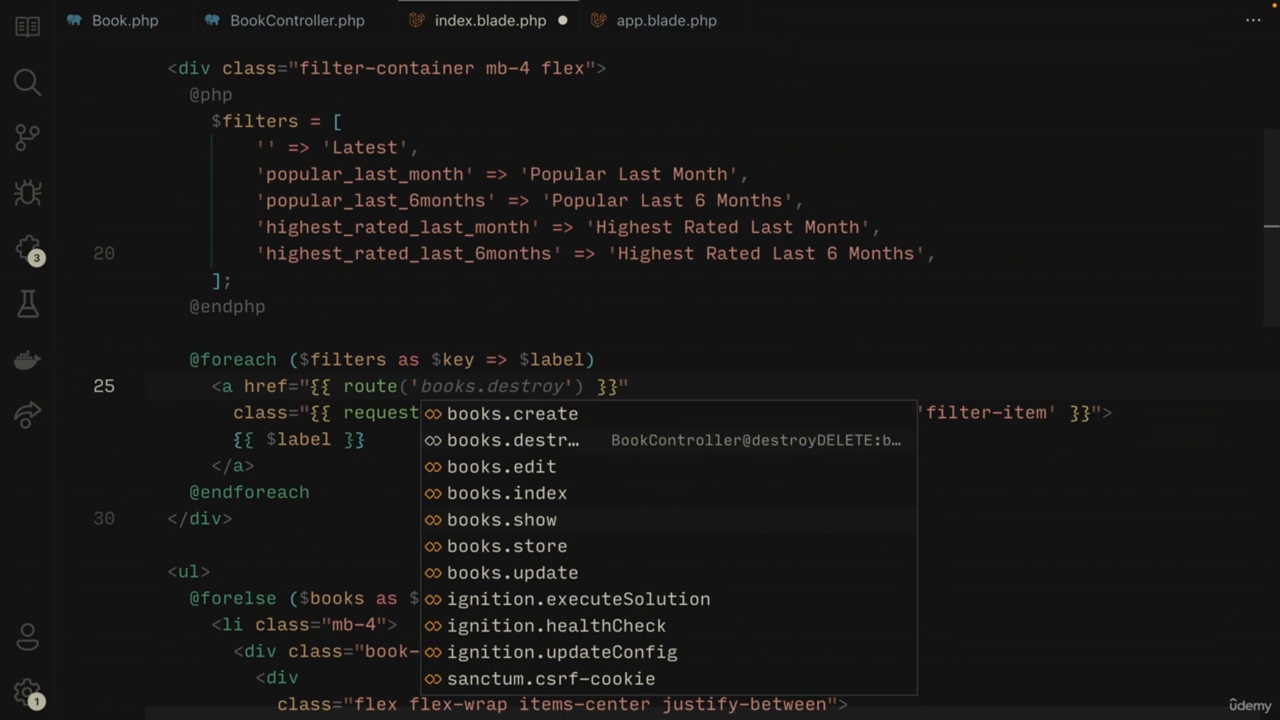 Book.php BookController.php index.blade.php app.blade.php ...
<div class="filter-container mb-4 flex">
@php
$filters = [
'' => 'Latest',
'popular_last_month' => 'Popular Last Month',
'popular_last_6months' => 'Popular Last 6 Months',
'highest_rated_last_month' => 'Highest Rated Last Month',
20 'highest_rated_last_6months' => 'Highest Rated Last 6 Months',
];
@endphp
@foreach ($filters as $key => $label)
25 <a href="{{ route('books.destroy') }}"
class="{{ request 'filter-item' }}">
{{ $label }}
</a>
@endforeach
30 </div>
<ul>
@forelse ($books as $
<li class="mb-4">
<div class="book-
<div
class="flex flex-wrap items-center justify-between">
books.create
books.destr... BookController@destroyDELETE:b...
books.edit
books.index
books.show
books.store
books.update
ignition.executeSolution
ignition.healthCheck
ignition.updateConfig
sanctum.csrf-cookie
3
1
ûdemy